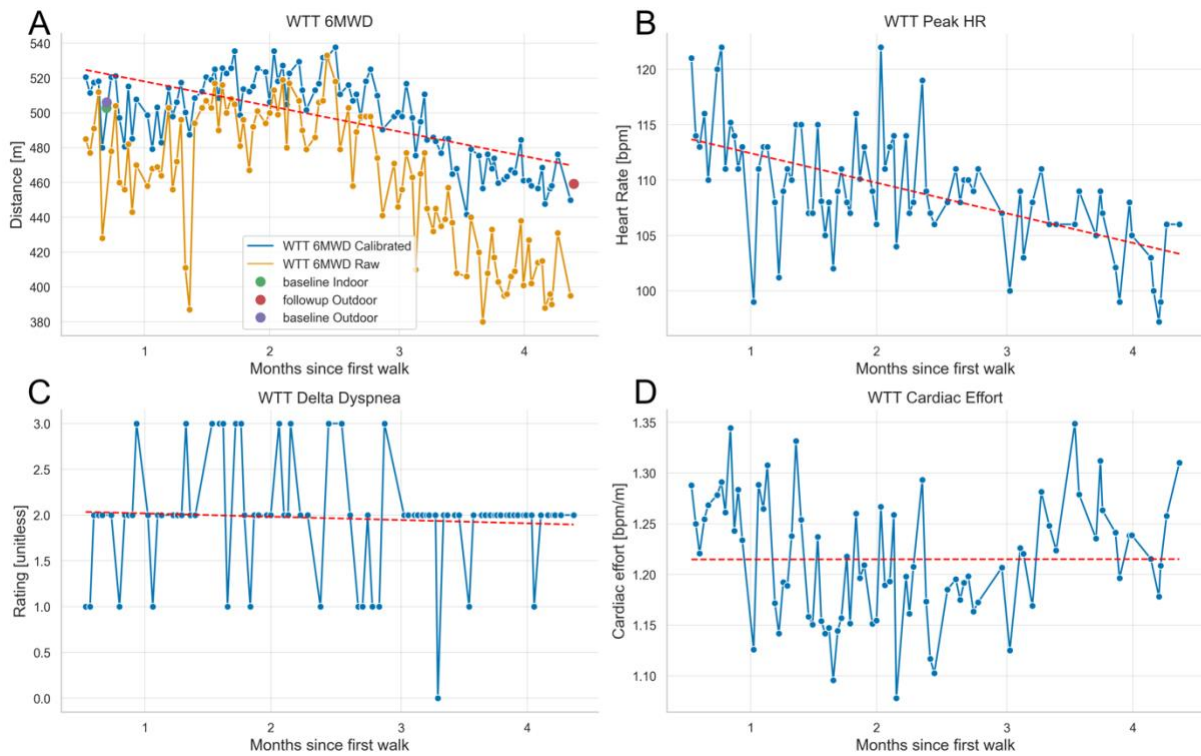 A
WTT 6MWD
Distance [m]
540
520
500
480
460
440
420
400
380
WTT 6MWD Calibrated
WTT 6MWD Raw
baseline Indoor
followup Outdoor
baseline Outdoor
1 2 3 4
Months since first walk
B
WTT Peak HR
Heart Rate [bpm]
120
115
110
105
100
1 2 3 4
Months since first walk
C
WTT Delta Dyspnea
Rating [unitless]
3.0
2.5
2.0
1.5
1.0
0.5
0.0
1 2 3 4
Months since first walk
D
WTT Cardiac Effort
Cardiac effort [bpm/m]
1.35
1.30
1.25
1.20
1.15
1.10
1 2 3 4
Months since first walk